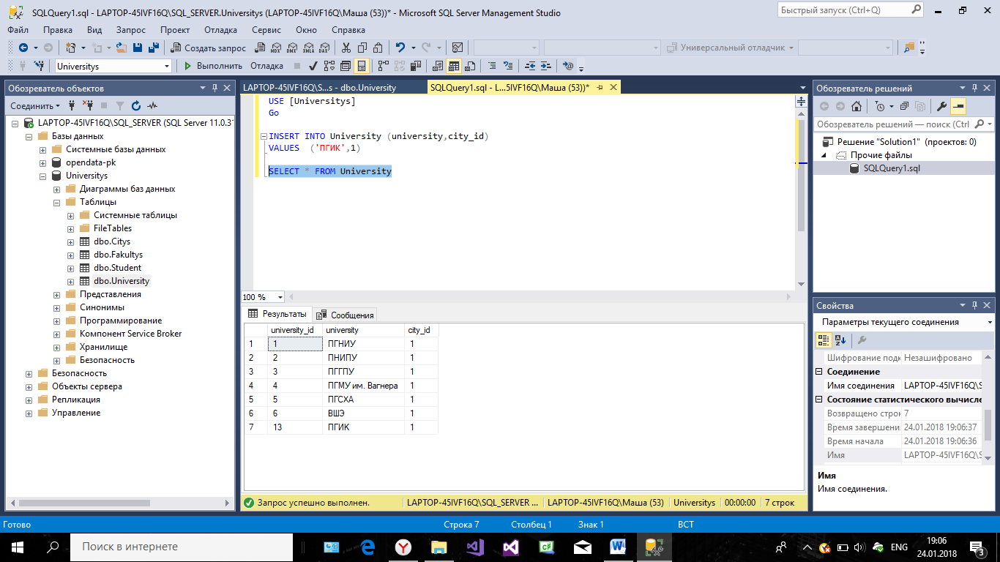 SQLQuery1.sql - LAPTOP-45IVF16Q\SQL_SERVER.Universitys (LAPTOP-45IVF16Q\Маша (53))* - Microsoft SQL Server Management Studio
Быстрый запуск (Ctrl+Q)
Файл Правка Вид Запрос Проект Отладка Сервис Окно Справка
Создать запрос
MDX DMX XMLA DAX
Универсальный отладчик
Universitys
Выполнить Отладка
Обозреватель объектов
Соединить
LAPTOP-45IVF16Q\SQL_SERVER (SQL Server 11.0.31
Базы данных
Системные базы данных
opendata-pk
Universitys
Диаграммы баз данных
Таблицы
Системные таблицы
FileTables
dbo.Citys
dbo.Fakultys
dbo.Student
dbo.University
Представления
Синонимы
Программирование
Компонент Service Broker
Хранилище
Безопасность
Безопасность
Объекты сервера
Репликация
Управление
LAPTOP-45IVF16Q\S...s - dbo.University
SQLQuery1.sql - L...5IVF16Q\Маша (53))*
USE [Universitys]
Go
INSERT INTO University (university,city_id)
VALUES ('ПГИК',1)
SELECT * FROM University
100 %
Результаты Сообщения
university_id university city_id
1 1 ПГНИУ 1
2 2 ПНИПУ 1
3 3 ПГГПУ 1
4 4 ПГМУ им. Вагнера 1
5 5 ПГСХА 1
6 6 ВШЭ 1
7 13 ПГИК 1
Запрос успешно выполнен.
LAPTOP-45IVF16Q\SQL_SERVER ...
LAPTOP-45IVF16Q\Маша (53)
Universitys
00:00:00
7 строк
Обозреватель решений
Обозреватель решений — поиск (Ctrl
Решение "Solution1" (проектов: 0)
Прочие файлы
SQLQuery1.sql
Свойства
Параметры текущего соединения
Шифрование подк Незашифровано
Соединение
Имя соединения LAPTOP-45IVF16Q\S
Состояние статистического вычисле
Возвращено строк 7
Время завершени 24.01.2018 19:06:37
Время начала 24.01.2018 19:06:36
Имя LAPTOP-45IVF16Q\S
Имя
Имя соединения.
Готово
Строка 7 Столбец 1 Знак 1 ВСТ
Поиск в интернете
ENG
19:06
24.01.2018
3